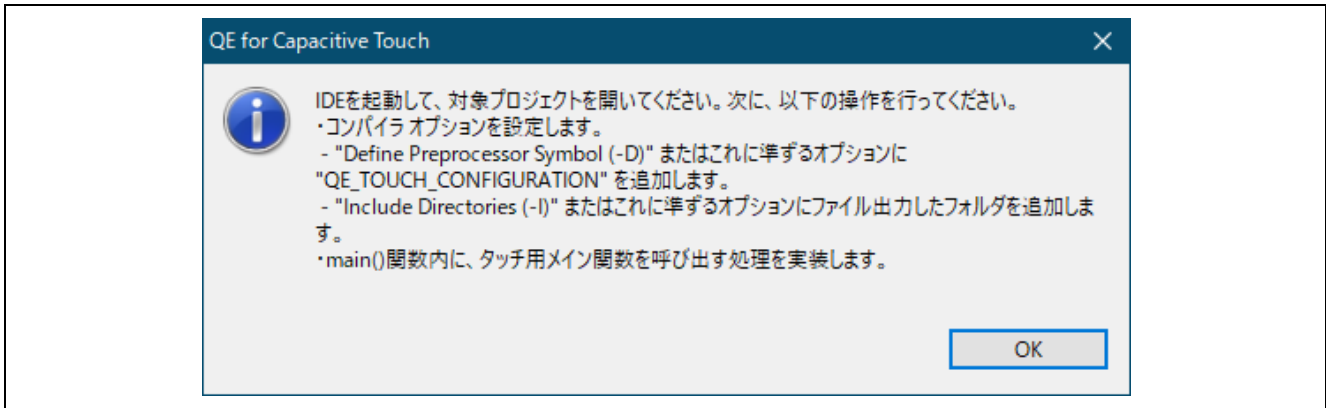 QE for Capacitive Touch
IDEを起動して、対象プロジェクトを開いてください。次に、以下の操作を行ってください。
・コンパイラ オプションを設定します。
- "Define Preprocessor Symbol (-D)" またはこれに準ずるオプションに
"QE_TOUCH_CONFIGURATION" を追加します。
- "Include Directories (-I)" またはこれに準ずるオプションにファイル出力したフォルダを追加しま
す。
・main()関数内に、タッチ用メイン関数を呼び出す処理を実装します。
OK